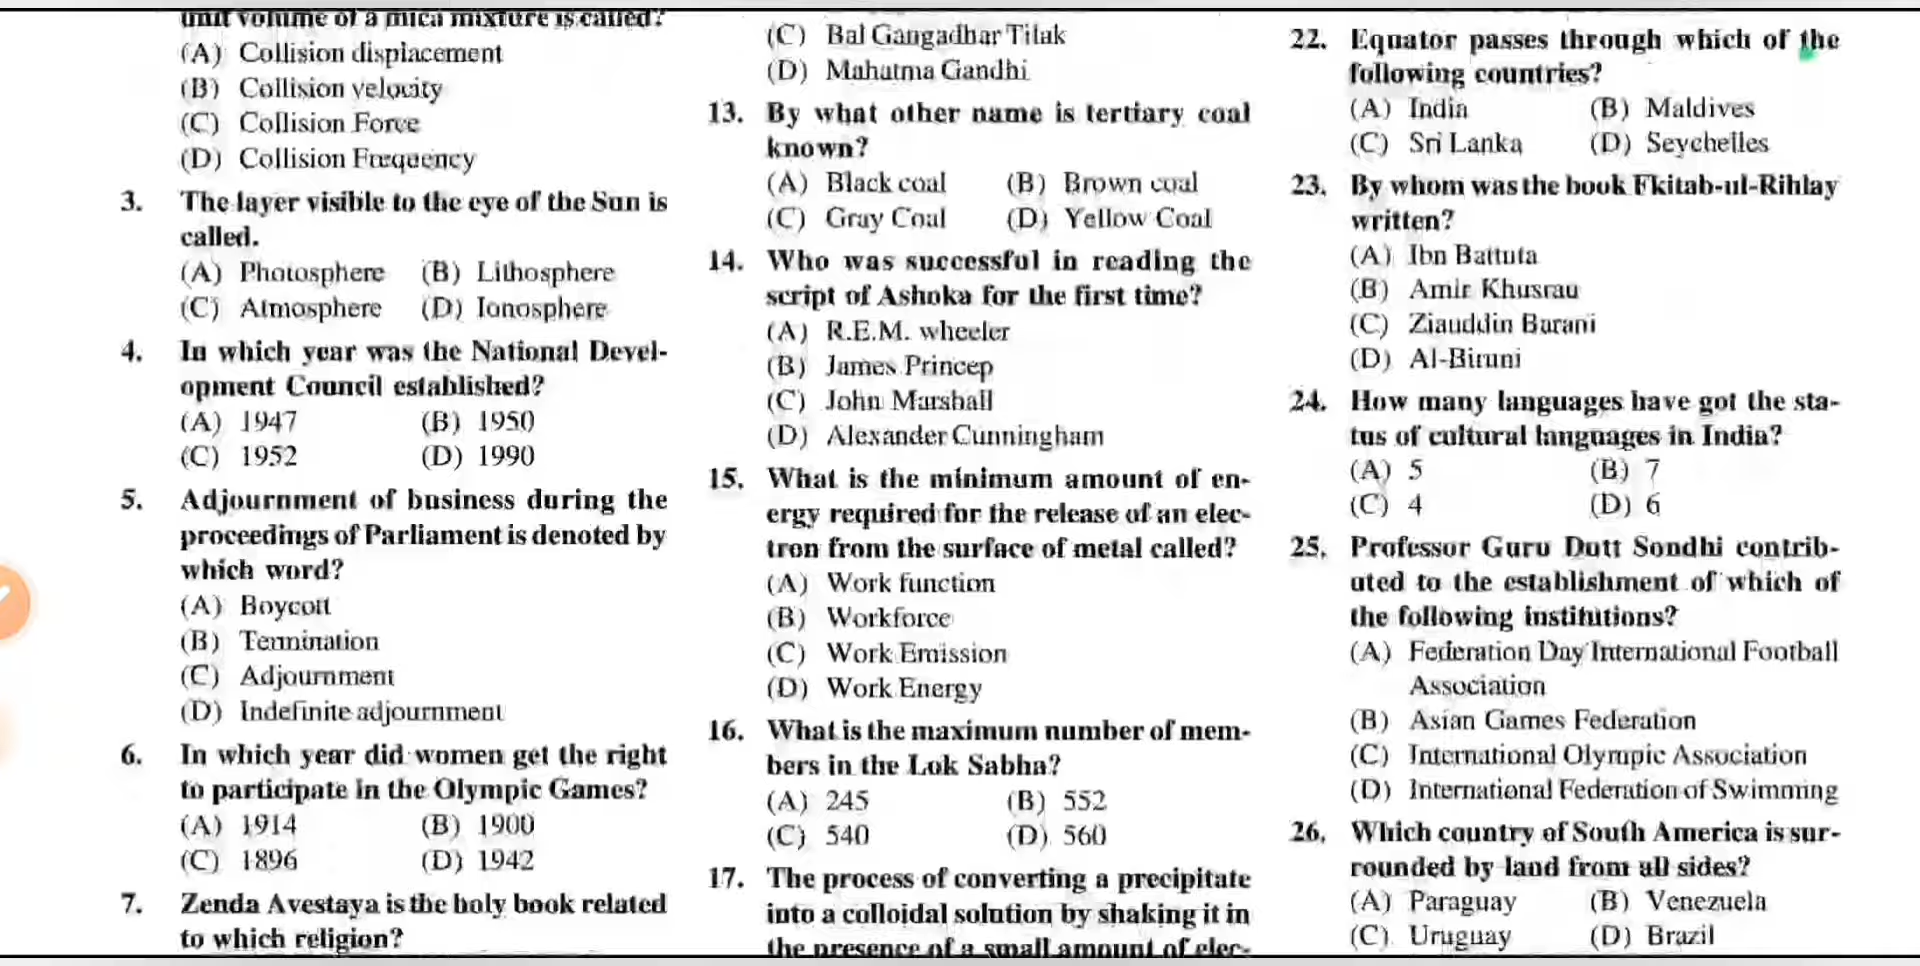 unit volume of a mica mixture is called?
(A) Collision displacement
(B) Collision velocity
(C) Collision Force
(D) Collision Frequency
3. The layer visible to the eye of the Sun is
called.
(A) Photosphere (B) Lithosphere
(C) Atmosphere (D) Ionosphere
4. In which year was the National Devel-
opment Council established?
(A) 1947 (B) 1950
(C) 1952 (D) 1990
5. Adjournment of business during the
proceedings of Parliament is denoted by
which word?
(A) Boycott
(B) Termination
(C) Adjournment
(D) Indefinite adjournment
6. In which year did women get the right
to participate in the Olympic Games?
(A) 1914 (B) 1900
(C) 1896 (D) 1942
7. Zenda Avestaya is the holy book related
to which religion?
(C) Bal Gangadhar Tilak
(D) Mahatma Gandhi
13. By what other name is tertiary coal
known?
(A) Black coal (B) Brown coal
(C) Gray Coal (D) Yellow Coal
14. Who was successful in reading the
script of Ashoka for the first time?
(A) R.E.M. wheeler
(B) James Princep
(C) John Marshall
(D) Alexander Cunningham
15. What is the minimum amount of en-
ergy required for the release of an elec-
tron from the surface of metal called?
(A) Work function
(B) Workforce
(C) Work Emission
(D) Work Energy
16. What is the maximum number of mem-
bers in the Lok Sabha?
(A) 245 (B) 552
(C) 540 (D) 560
17. The process of converting a precipitate
into a colloidal solution by shaking it in
the presence of a small amount of elec-
22. Equator passes through which of the
following countries?
(A) India (B) Maldives
(C) Sri Lanka (D) Seychelles
23. By whom was the book Fkitab-ul-Rihlay
written?
(A) Ibn Battuta
(B) Amir Khusrau
(C) Ziauddin Barani
(D) Al-Biruni
24. How many languages have got the sta-
tus of cultural languages in India?
(A) 5 (B) 7
(C) 4 (D) 6
25. Professor Guru Dutt Sondhi contrib-
uted to the establishment of which of
the following institutions?
(A) Federation Day International Football
Association
(B) Asian Games Federation
(C) International Olympic Association
(D) International Federation of Swimming
26. Which country of South America is sur-
rounded by land from all sides?
(A) Paraguay (B) Venezuela
(C) Uruguay (D) Brazil